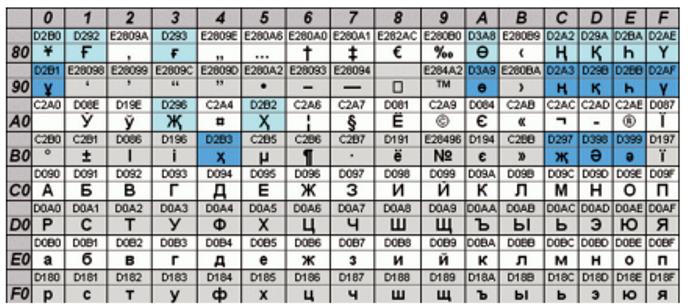 0 1 2 3 4 5 6 7 8 9 A B C D E F
D2B0 D292 E2809A D293 E2809E E280A6 E280A0 E280A1 E282AC E280B0 D3A8 E280B9 D2A2 D29A D2BA D2AE
80 Ұ Ғ ‚ ғ „ … † ‡ € ‰ Ө ‹ Ң Қ Һ Ү
D2B1 E28098 E28099 E2809C E2809D E280A2 E28093 E28094 E284A2 D3A9 E280BA D2A3 D29B D2BB D2AF
90 ұ ‘ ’ “ ” • – — □ ™ ө › ң қ һ ү
C2A0 D08E D19E D296 C2A4 D2B2 C2A6 C2A7 D081 C2A9 D084 C2AB C2AC C2AD C2AE D087
A0 Ў ў Җ ¤ Ҳ ¦ § Ё © Є « ¬ - ® Ї
C2B0 C2B1 D086 D196 D2B3 C2B5 C2B6 C2B7 D191 E28496 D194 C2BB D297 D398 D399 D197
B0 ° ± І і ҳ µ ¶ · ё № є » җ Ә ә ї
D090 D091 D092 D093 D094 D095 D096 D097 D098 D099 D09A D09B D09C D09D D09E D09F
C0 А Б В Г Д Е Ж З И Й К Л М Н О П
D0A0 D0A1 D0A2 D0A3 D0A4 D0A5 D0A6 D0A7 D0A8 D0A9 D0AA D0AB D0AC D0AD D0AE D0AF
D0 Р С Т У Ф Х Ц Ч Ш Щ Ъ Ы Ь Э Ю Я
D0B0 D0B1 D0B2 D0B3 D0B4 D0B5 D0B6 D0B7 D0B8 D0B9 D0BA D0BB D0BC D0BD D0BE D0BF
E0 а б в г д е ж з и й к л м н о п
D180 D181 D182 D183 D184 D185 D186 D187 D188 D189 D18A D18B D18C D18D D18E D18F
F0 р с т у ф х ц ч ш щ ъ ы ь э ю я